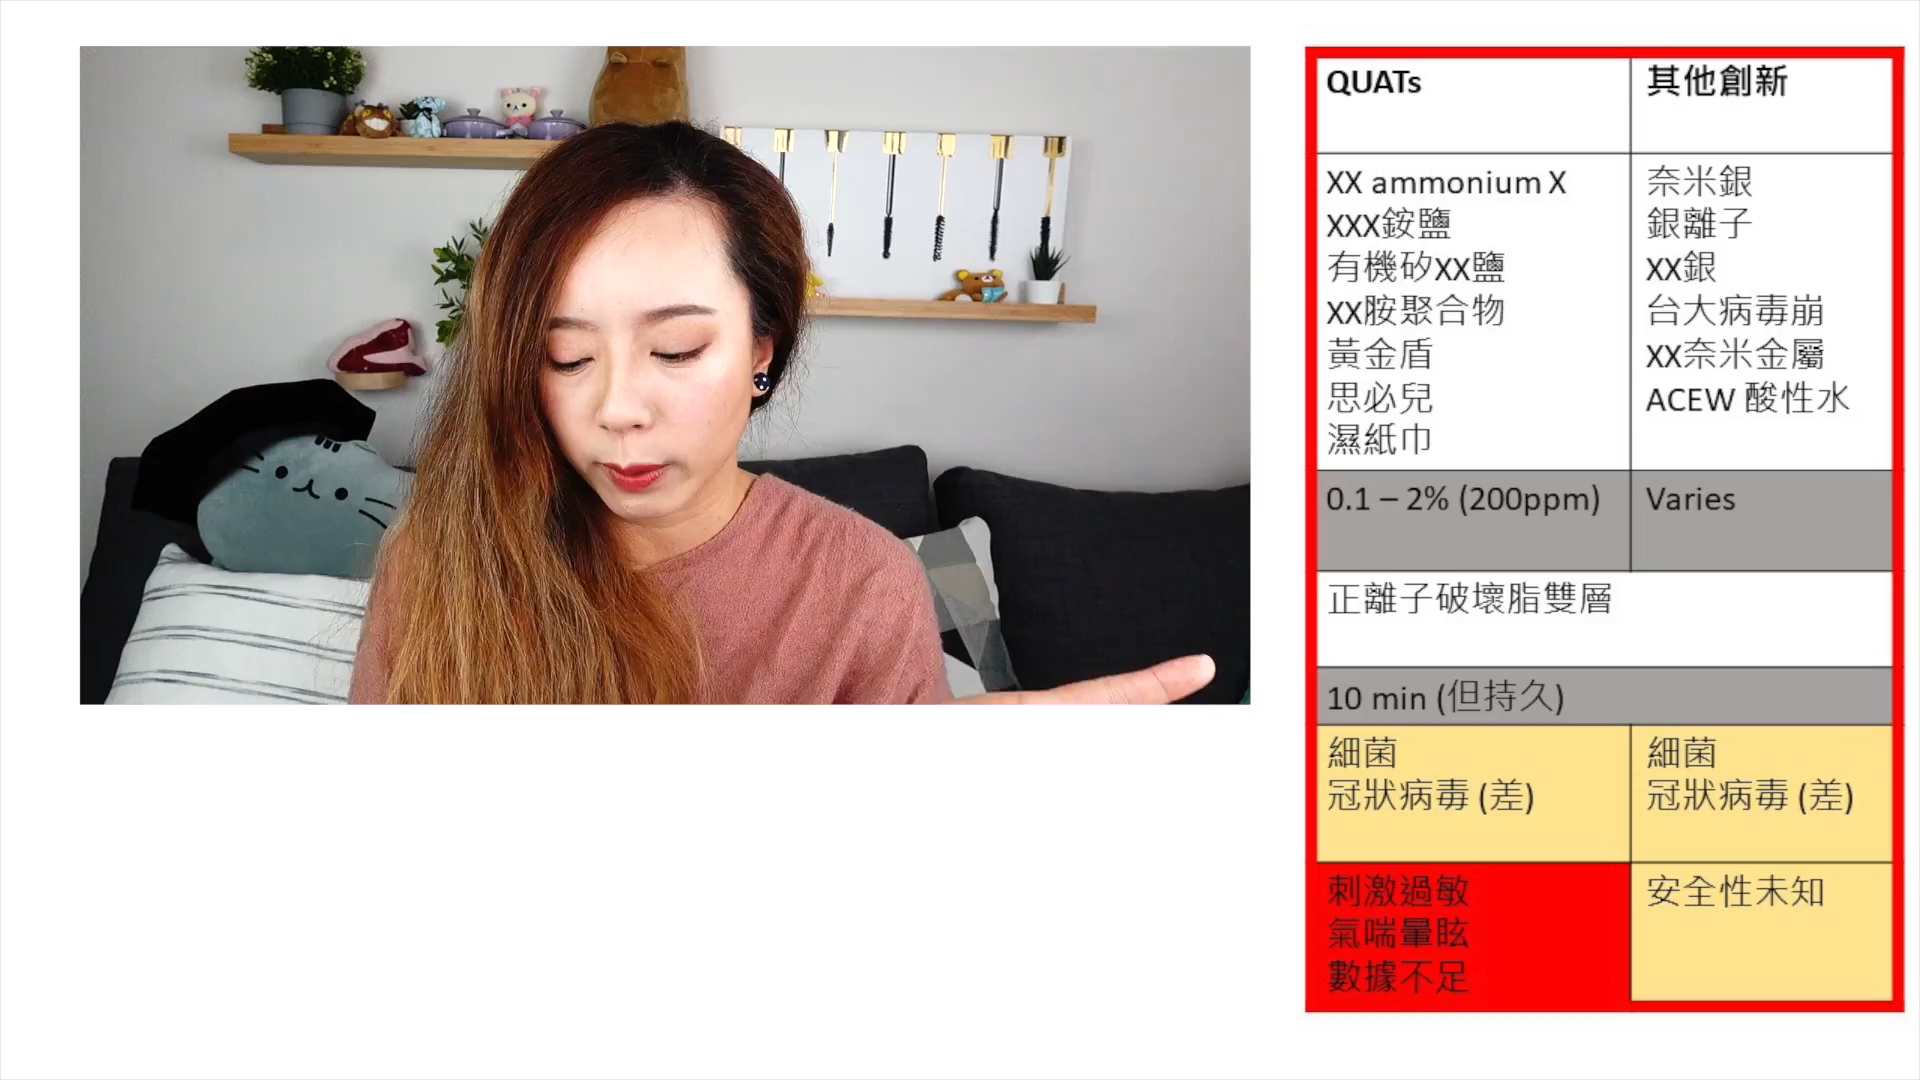 QUATs
其他創新
XX ammonium X
XXX銨鹽
有機矽XX鹽
XX胺聚合物
黃金盾
思必兒
濕紙巾
奈米銀
銀離子
XX銀
台大病毒崩
XX奈米金屬
ACEW 酸性水
0.1 – 2% (200ppm)
Varies
正離子破壞脂雙層
10 min (但持久)
細菌
冠狀病毒 (差)
細菌
冠狀病毒 (差)
刺激過敏
氣喘暈眩
數據不足
安全性未知